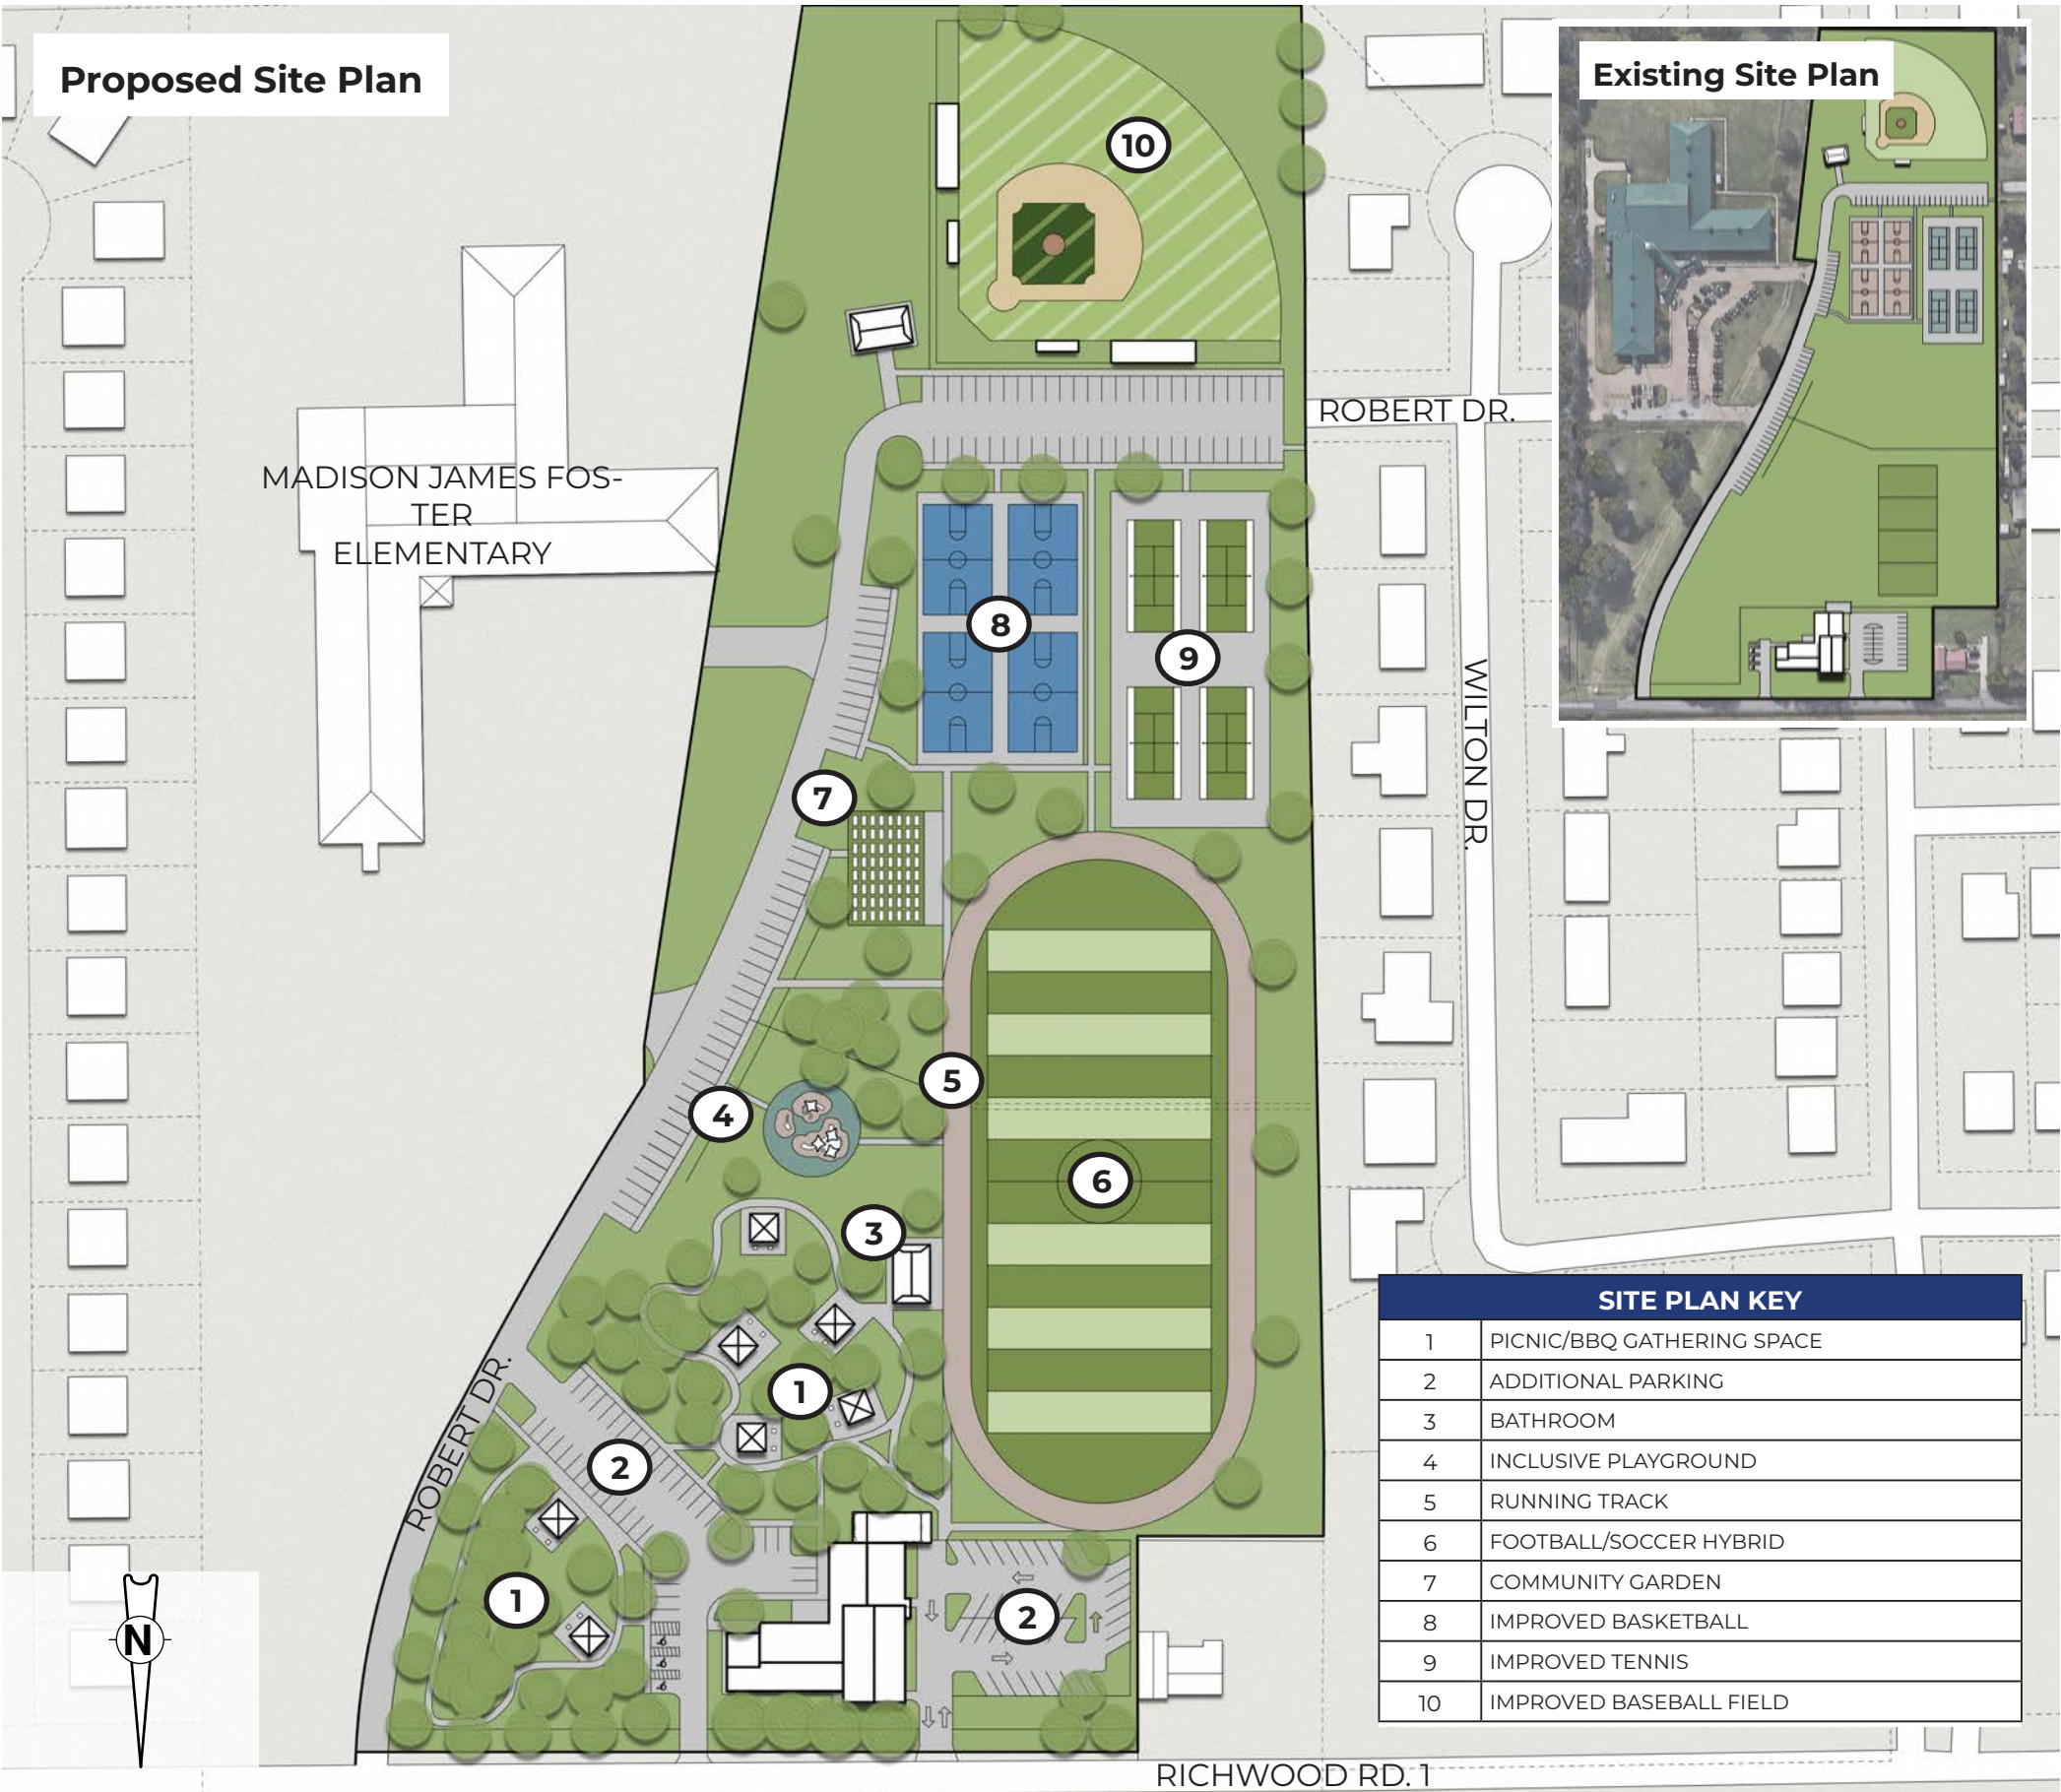 Proposed Site Plan
Existing Site Plan
10
ROBERT DR.
MADISON JAMES FOS-
TER
ELEMENTARY
8
9
WILTON DR.
7
5
4
6
3
1
ROBERT DR.
2
1
2
N
SITE PLAN KEY
1 PICNIC/BBQ GATHERING SPACE
2 ADDITIONAL PARKING
3 BATHROOM
4 INCLUSIVE PLAYGROUND
5 RUNNING TRACK
6 FOOTBALL/SOCCER HYBRID
7 COMMUNITY GARDEN
8 IMPROVED BASKETBALL
9 IMPROVED TENNIS
10 IMPROVED BASEBALL FIELD
RICHWOOD RD. 1